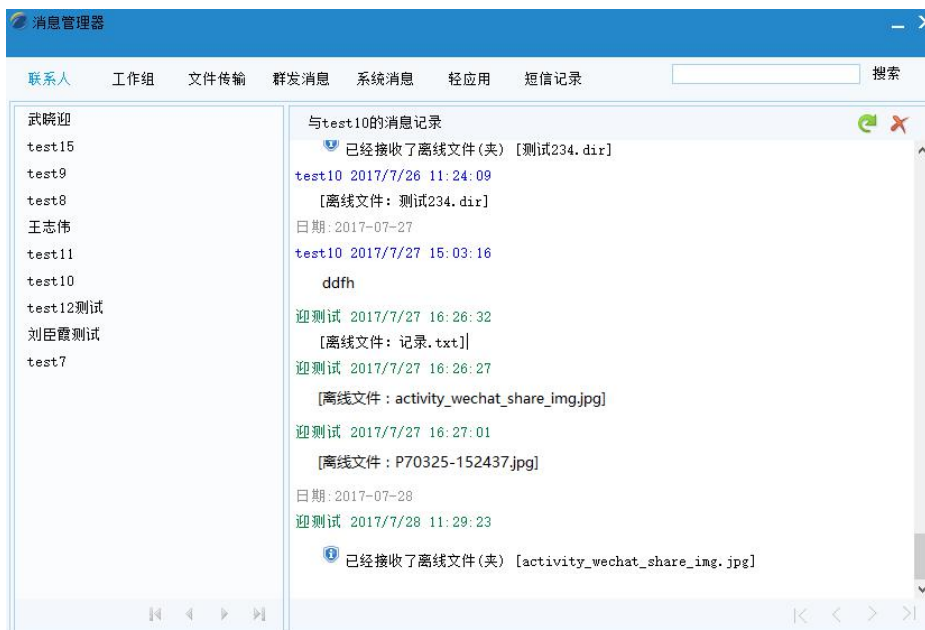 消息管理器
联系人 工作组 文件传输 群发消息 系统消息 轻应用 短信记录 搜索
武晓迎
test15
test9
test8
王志伟
test11
test10
test12测试
刘臣霞测试
test7
与test10的消息记录
已经接收了离线文件(夹) [测试234.dir]
test10 2017/7/26 11:24:09
[离线文件: 测试234.dir]
日期:2017-07-27
test10 2017/7/27 15:03:16
ddfh
迎测试 2017/7/27 16:26:32
[离线文件: 记录.txt]
迎测试 2017/7/27 16:26:27
[离线文件：activity_wechat_share_img.jpg]
迎测试 2017/7/27 16:27:01
[离线文件：P70325-152437.jpg]
日期:2017-07-28
迎测试 2017/7/28 11:29:23
已经接收了离线文件(夹) [activity_wechat_share_img.jpg]